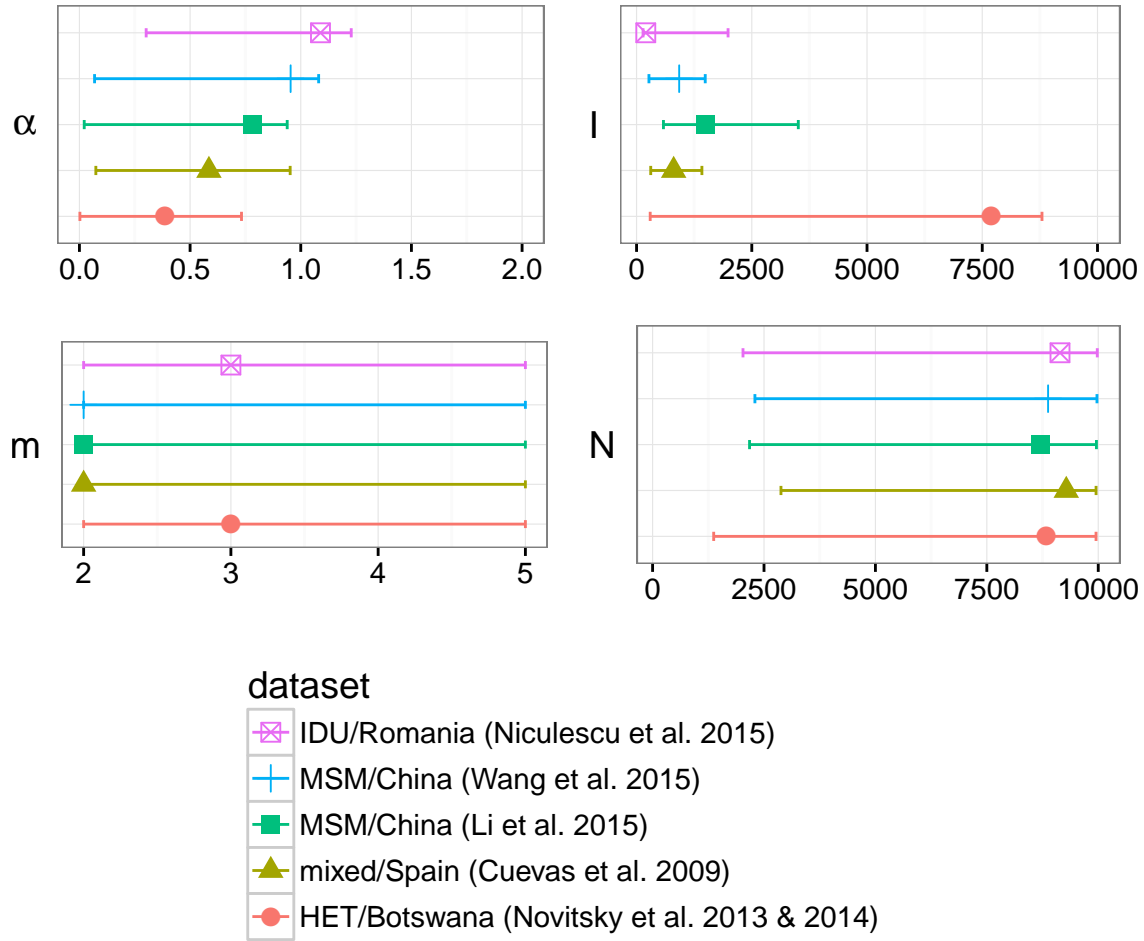 α
0.0 0.5 1.0 1.5 2.0
I
0 2500 5000 7500 10000
m
2 3 4 5
N
0 2500 5000 7500 10000
dataset
IDU/Romania (Niculescu et al. 2015)
MSM/China (Wang et al. 2015)
MSM/China (Li et al. 2015)
mixed/Spain (Cuevas et al. 2009)
HET/Botswana (Novitsky et al. 2013 & 2014)